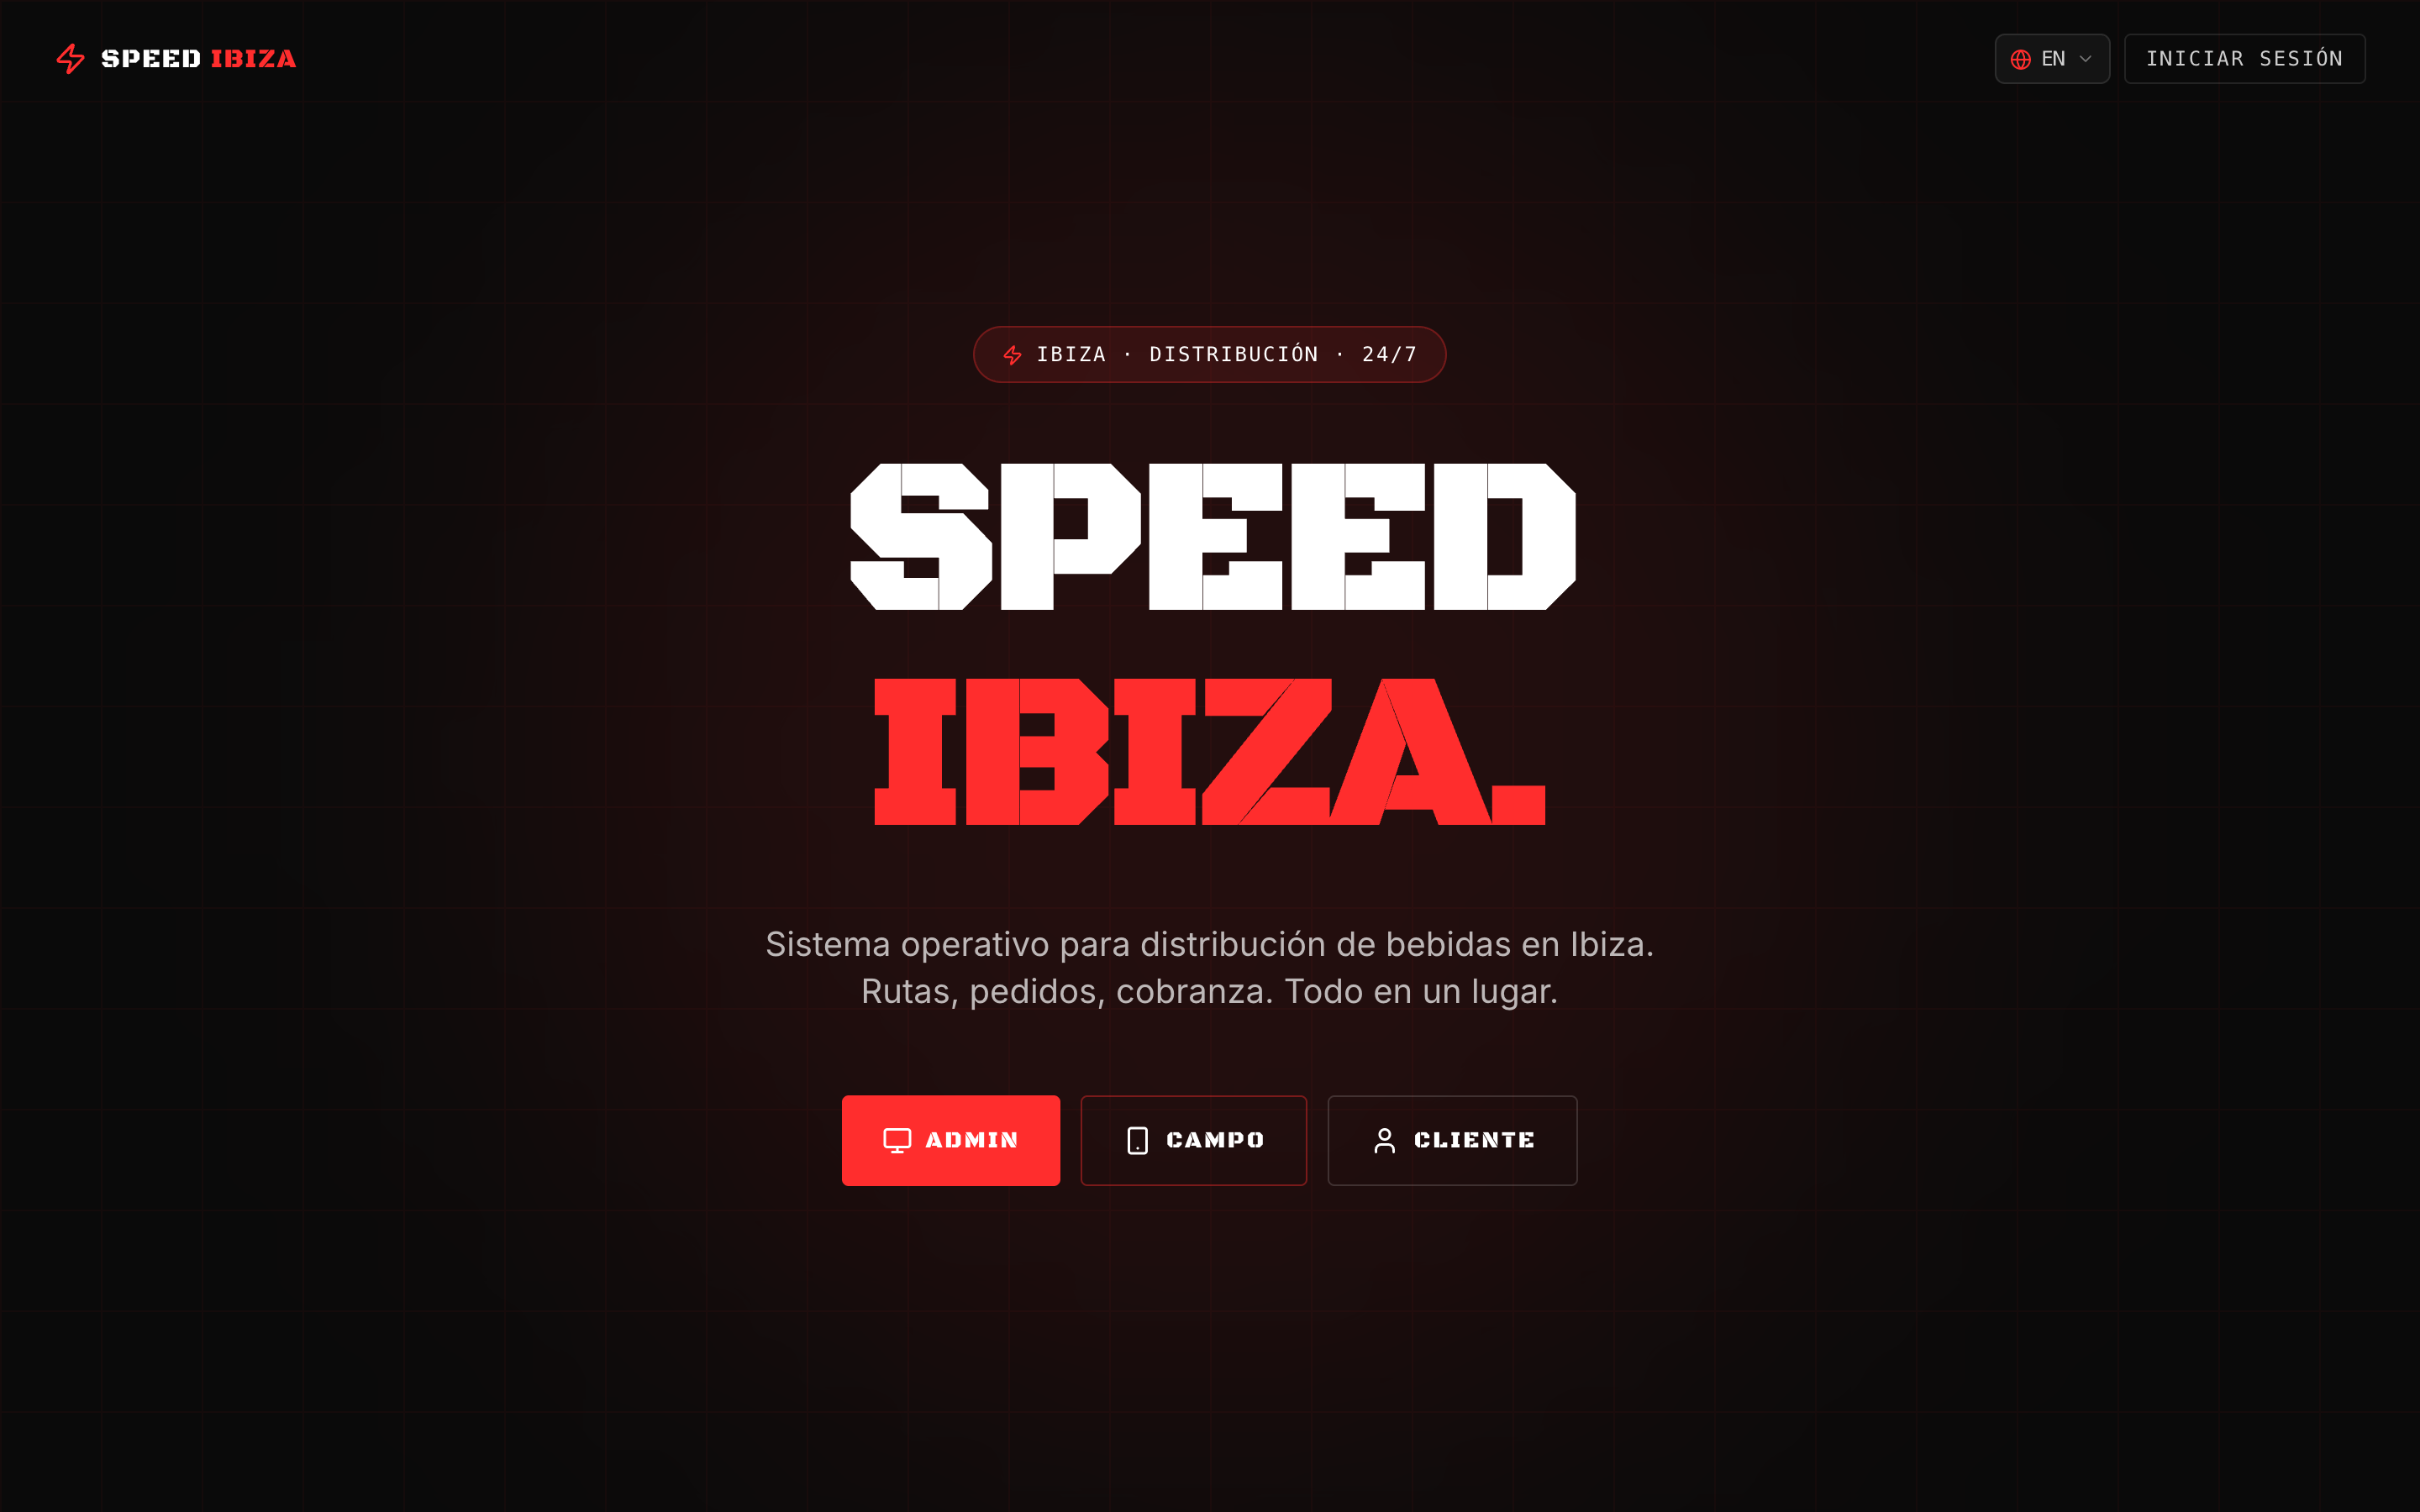 SPEED IBIZA
EN
INICIAR SESIÓN
IBIZA · DISTRIBUCIÓN · 24/7
SPEED
IBIZA.
Sistema operativo para distribución de bebidas en Ibiza.
Rutas, pedidos, cobranza. Todo en un lugar.
ADMIN
CAMPO
CLIENTE